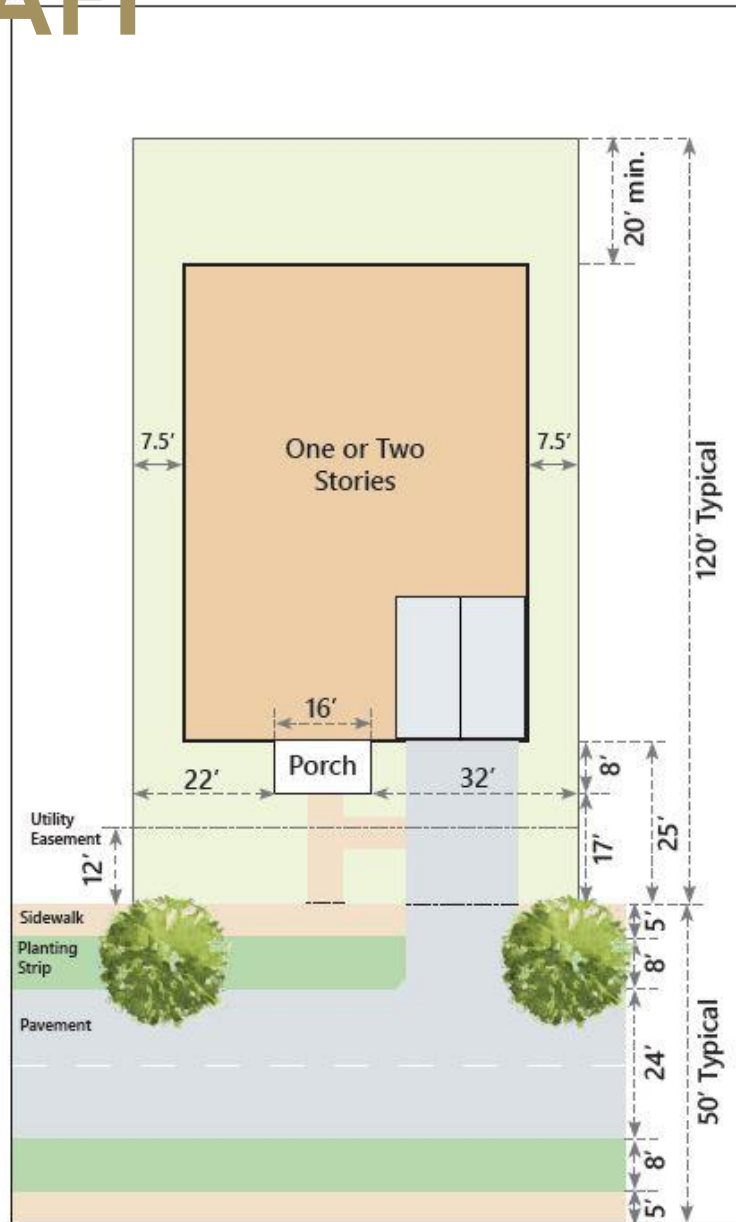 20' min.
7.5'
One or Two
Stories
7.5'
120' Typical
16'
Porch
8'
22'
32'
Utility
Easement
12'
17'
25'
Sidewalk
5'
Planting
Strip
8'
Pavement
24'
50' Typical
8'
5'